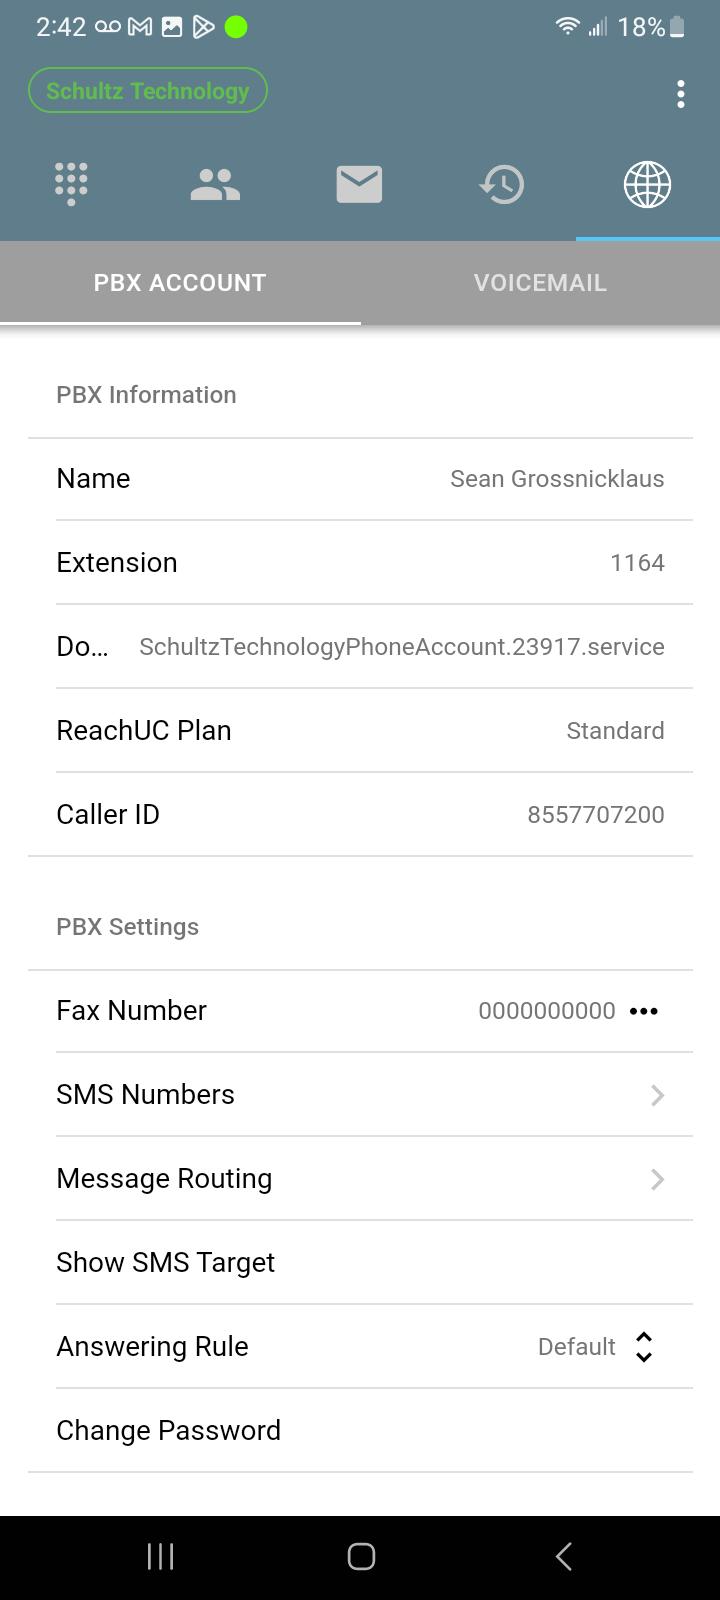 2:42 18%
Schultz Technology
PBX ACCOUNT VOICEMAIL
PBX Information
Name Sean Grossnicklaus
Extension 1164
Do... SchultzTechnologyPhoneAccount.23917.service
ReachUC Plan Standard
Caller ID 8557707200
PBX Settings
Fax Number 0000000000
SMS Numbers
Message Routing
Show SMS Target
Answering Rule Default
Change Password